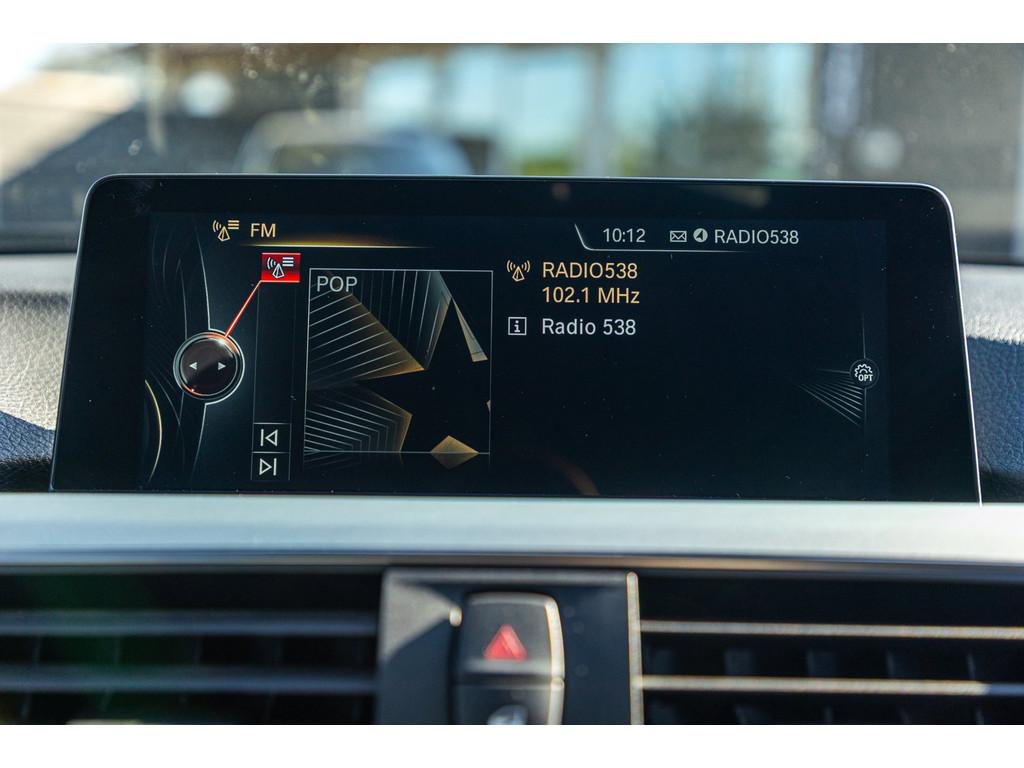 FM
10:12 RADIO538
POP
RADIO538
102.1 MHz
i Radio 538
OPT